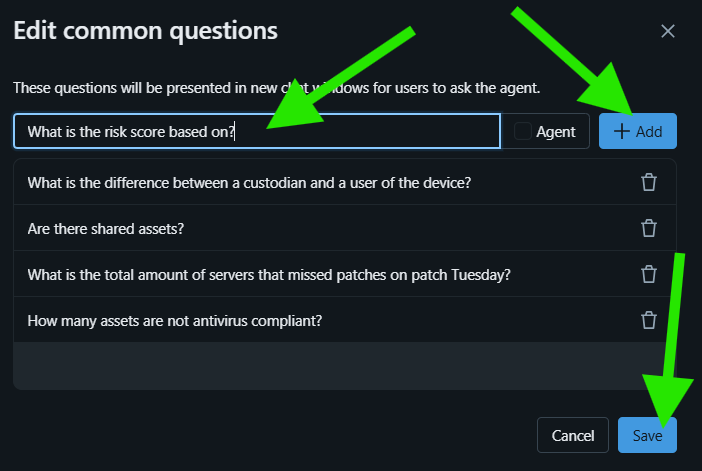 Edit common questions
These questions will be presented in new chat windows for users to ask the agent.
What is the risk score based on?
Agent
Add
What is the difference between a custodian and a user of the device?
Are there shared assets?
What is the total amount of servers that missed patches on patch Tuesday?
How many assets are not antivirus compliant?
Cancel
Save